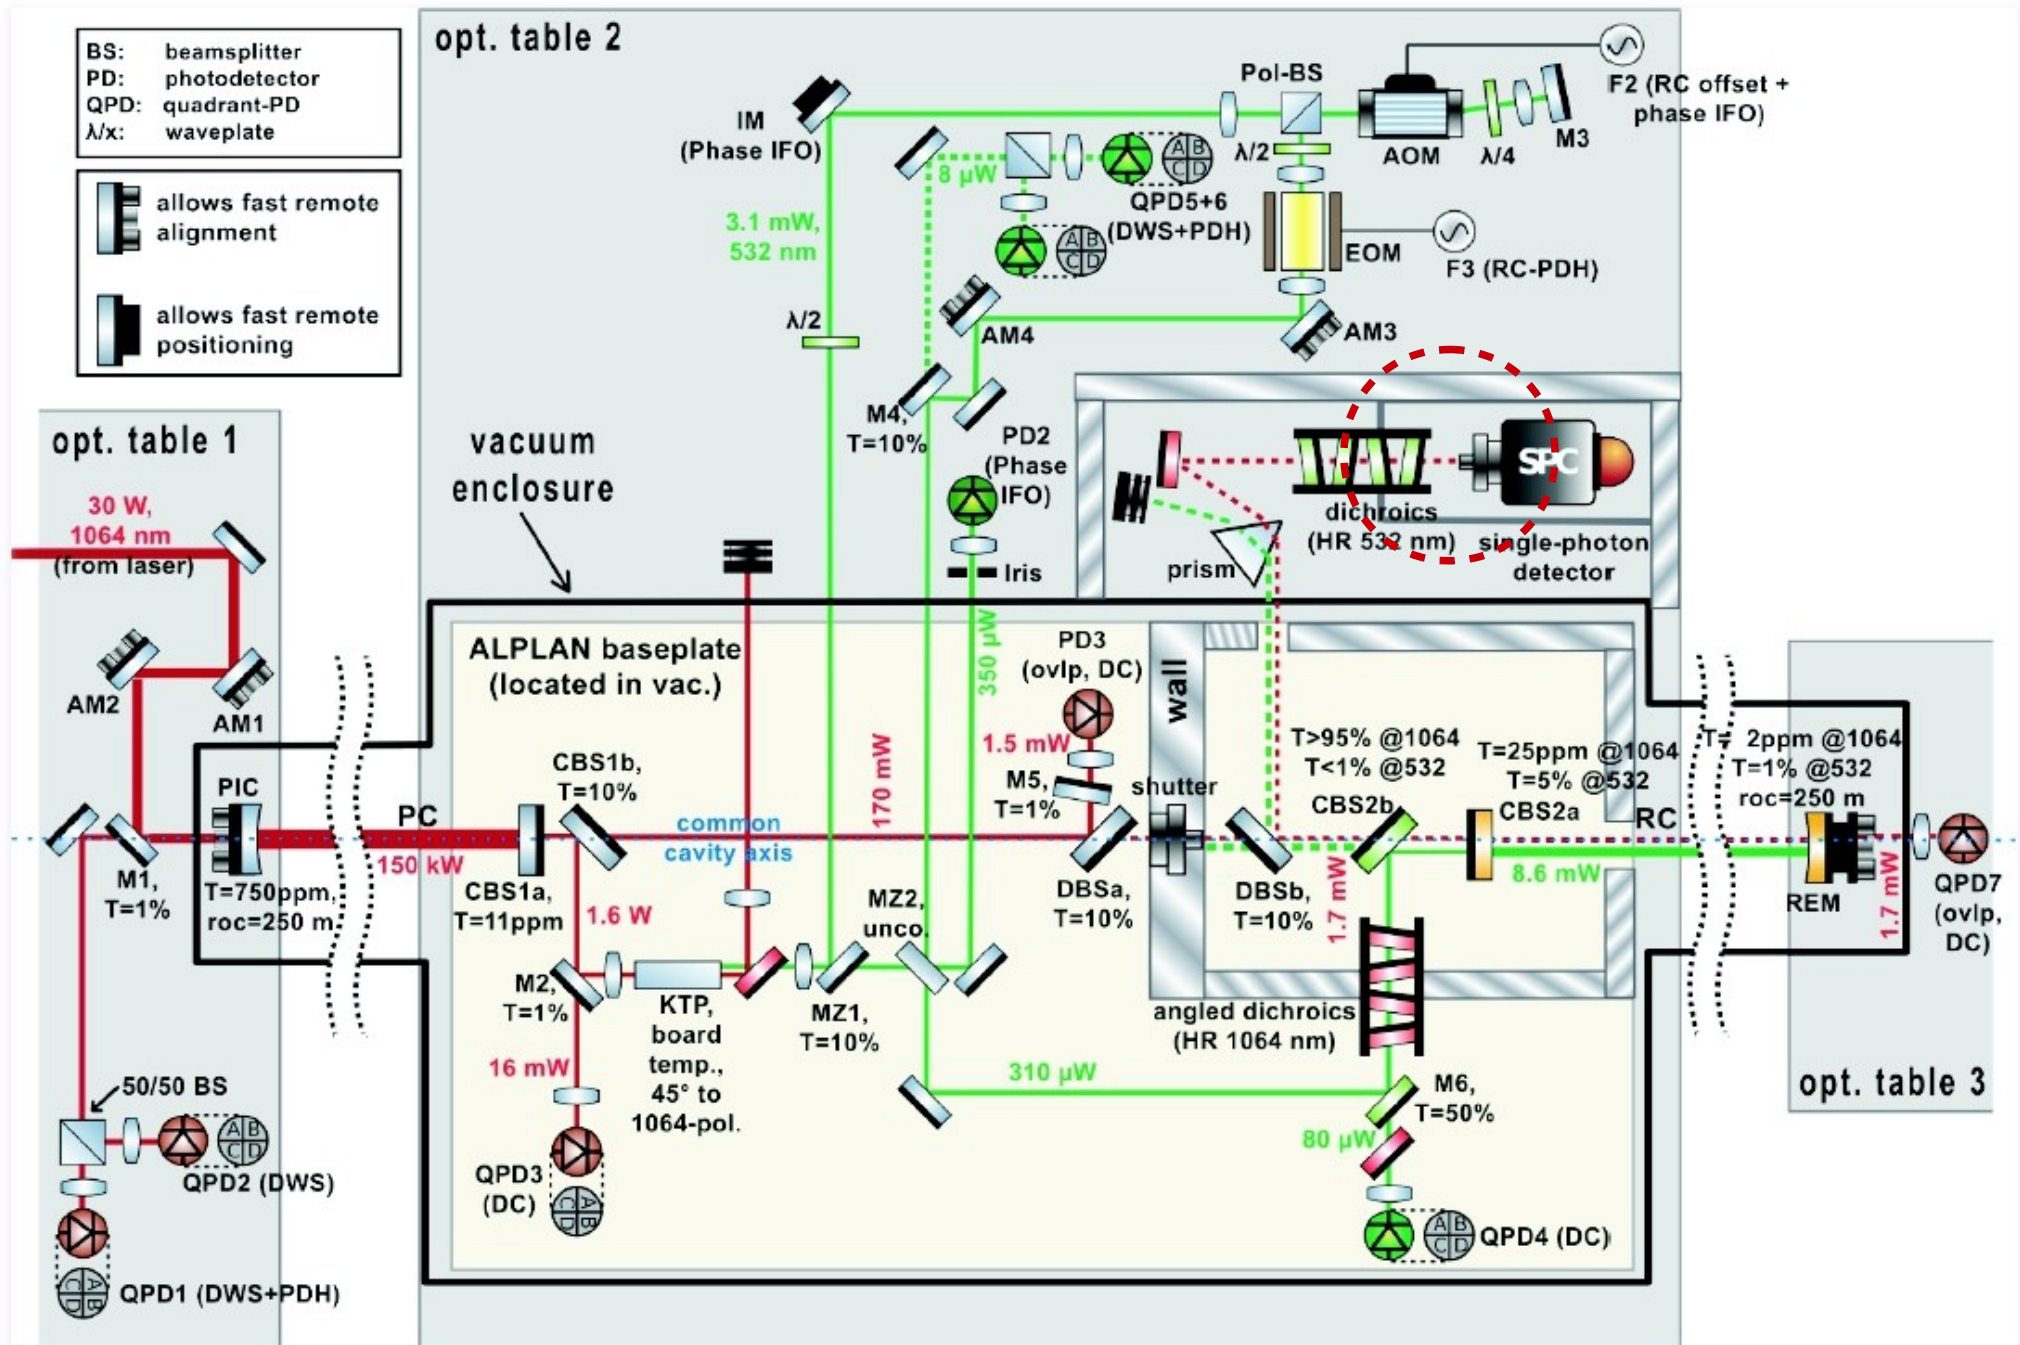 BS: beamsplitter
PD: photodetector
QPD: quadrant-PD
λ/x: waveplate
allows fast remote
alignment
allows fast remote
positioning
opt. table 2
IM
(Phase IFO)
Pol-BS
F2 (RC offset +
phase IFO)
AOM
λ/4
M3
λ/2
8 µW
A B
C D
QPD5+6
(DWS+PDH)
A B
C D
3.1 mW,
532 nm
EOM
F3 (RC-PDH)
λ/2
AM4
AM3
M4,
T=10%
PD2
(Phase
IFO)
Iris
SPC
dichroics
(HR 532 nm)
single-photon
detector
prism
opt. table 1
30 W,
1064 nm
(from laser)
vacuum
enclosure
AM2
AM1
ALPLAN baseplate
(located in vac.)
350 µW
PD3
(ovlp, DC)
wall
1.5 mW
170 mW
M5,
T=1%
shutter
T>95% @1064
T<1% @532
CBS2b
T=25ppm @1064
T=5% @532
CBS2a
T= 2ppm @1064
T=1% @532
roc=250 m
PIC
PC
150 kW
CBS1b,
T=10%
common
cavity axis
RC
M1,
T=1%
T=750ppm,
roc=250 m
CBS1a,
T=11ppm
1.6 W
MZ2,
unco.
DBSa,
T=10%
DBSb,
T=10%
1.7 mW
8.6 mW
REM
1.7 mW
QPD7
(ovlp,
DC)
M2,
T=1%
KTP,
board
temp.,
45° to
1064-pol.
MZ1,
T=10%
angled dichroics
(HR 1064 nm)
16 mW
310 µW
M6,
T=50%
opt. table 3
50/50 BS
A B
C D
QPD2 (DWS)
80 µW
QPD3
(DC)
A B
C D
A B
C D
QPD4 (DC)
A B
C D
QPD1 (DWS+PDH)